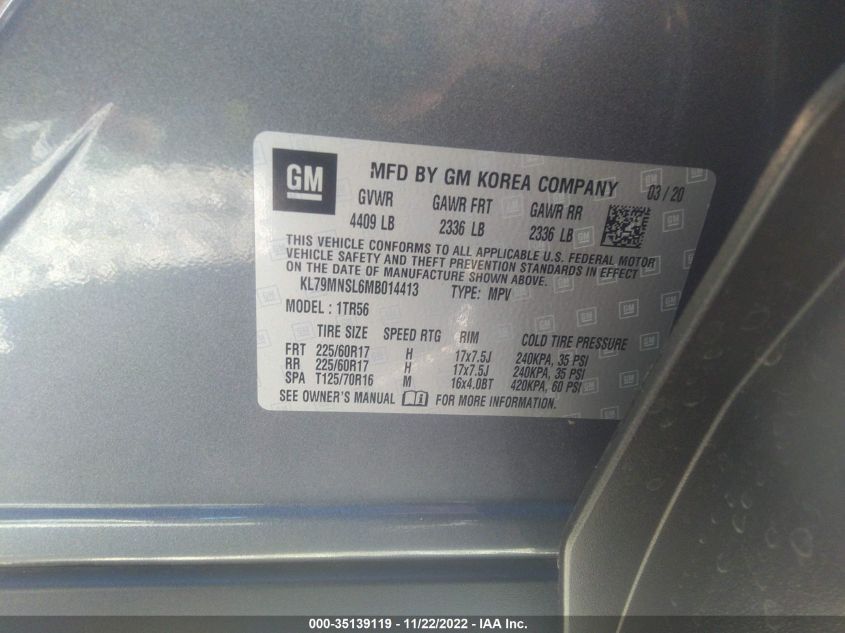 GM
MFD BY GM KOREA COMPANY 03 / 20
GVWR GAWR FRT GAWR RR
4409 LB 2336 LB 2336 LB
THIS VEHICLE CONFORMS TO ALL APPLICABLE U.S. FEDERAL MOTOR
VEHICLE SAFETY AND THEFT PREVENTION STANDARDS IN EFFECT
ON THE DATE OF MANUFACTURE SHOWN ABOVE.
KL79MNSL6MB014413 TYPE: MPV
MODEL : 1TR56
TIRE SIZE SPEED RTG RIM COLD TIRE PRESSURE
FRT 225/60R17 H 17x7.5J 240KPA, 35 PSI
RR 225/60R17 H 17x7.5J 240KPA, 35 PSI
SPA T125/70R16 M 16x4.0BT 420KPA, 60 PSI
SEE OWNER'S MANUAL FOR MORE INFORMATION.
000-35139119 - 11/22/2022 - IAA Inc.